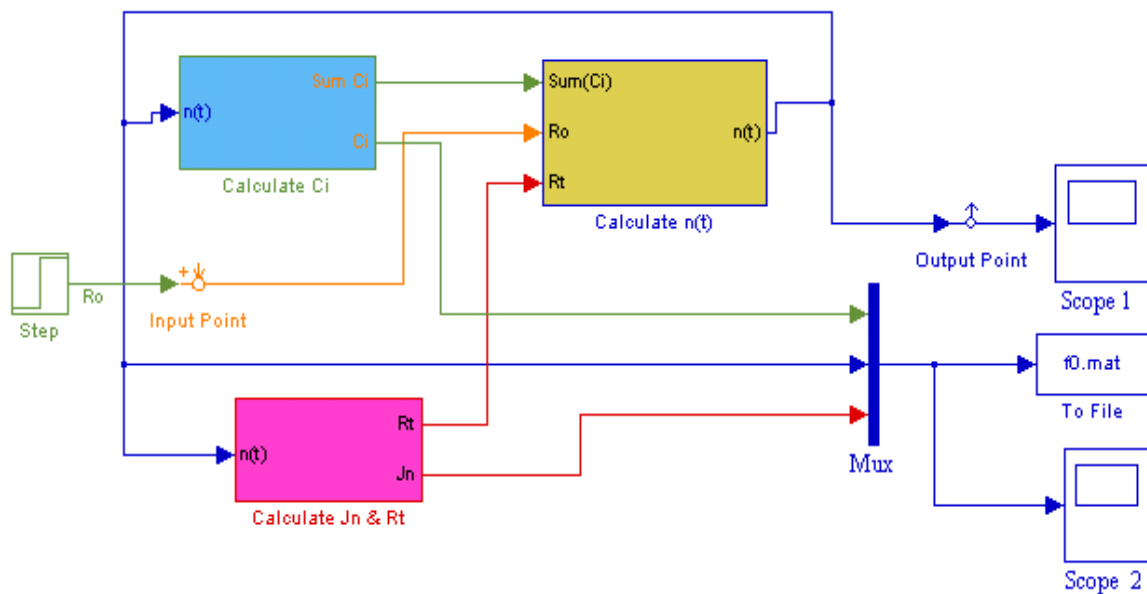 Sum Ci
n(t)
Ci
Calculate Ci
Sum(Ci)
Ro
n(t)
Rt
Calculate n(t)
Output Point
Scope 1
Ro
Step
Input Point
f0.mat
To File
Rt
n(t)
Jn
Calculate Jn & Rt
Mux
Scope 2